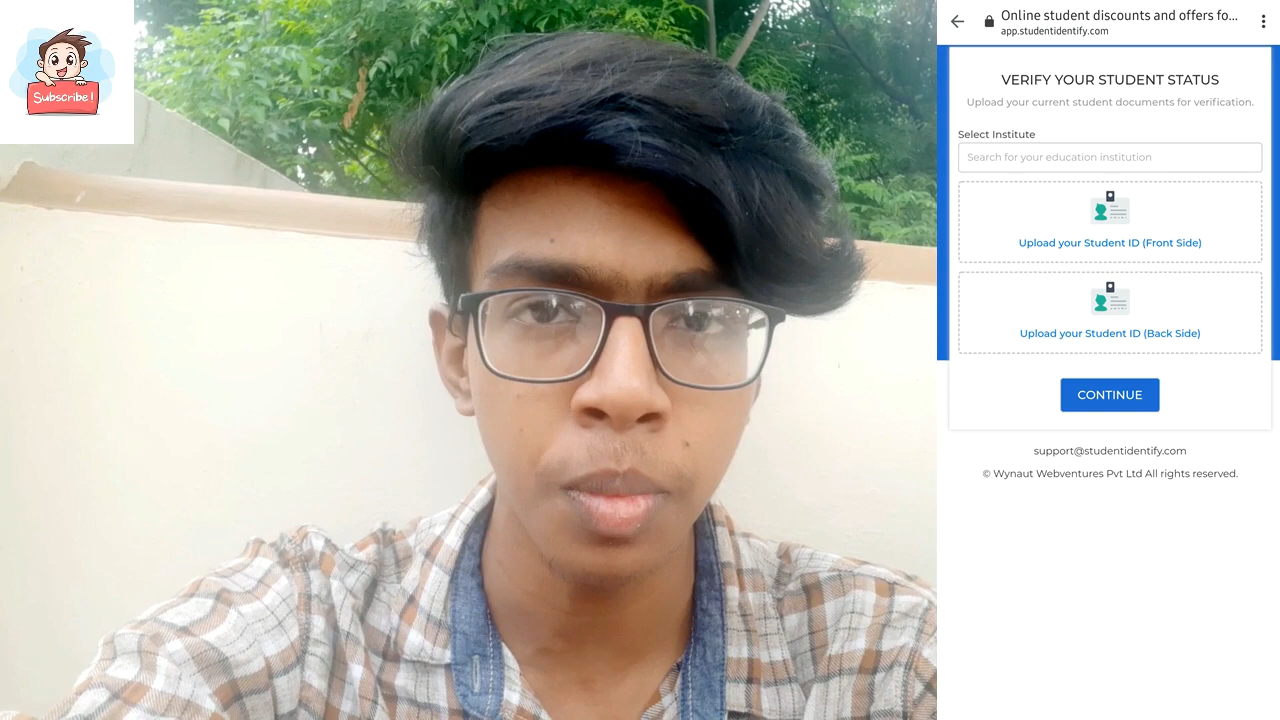 Subscribe !
Online student discounts and offers fo...
app.studentidentify.com
VERIFY YOUR STUDENT STATUS
Upload your current student documents for verification.
Select Institute
Search for your education institution
Upload your Student ID (Front Side)
Upload your Student ID (Back Side)
CONTINUE
support@studentidentify.com
© Wynaut Webventures Pvt Ltd All rights reserved.